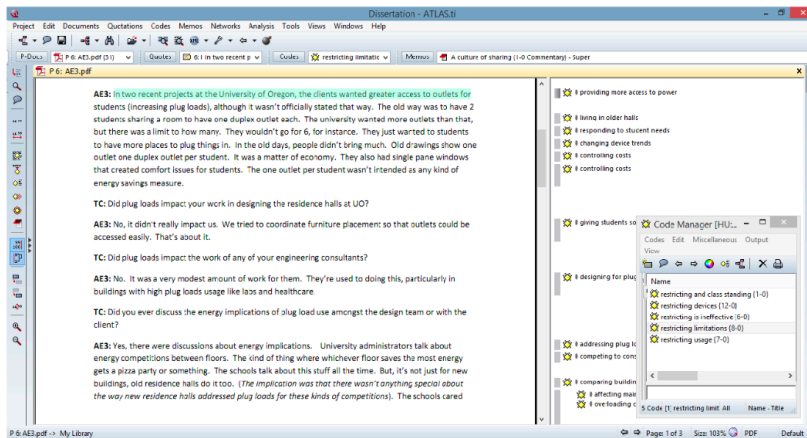 Dissertation - ATLAS.ti
Project Edit Documents Quotations Codes Memos Networks Analysis Tools Views Windows Help
P-Docs P 6: AE3.pdf (31) Quotes 6:1 In two recent p Codes restricting limitatic Memos A culture of sharing (1-0 Commentary) - Super
P 6: AE3.pdf
AE3: In two recent projects at the University of Oregon, the clients wanted greater access to outlets for
students (increasing plug loads), although it wasn't officially stated that way. The old way was to have 2
students sharing a room to have one duplex outlet each. The university wanted more outlets than that,
but there was a limit to how many. They wouldn't go for 6, for instance. They just wanted to students
to have more places to plug things in. In the old days, people didn't bring much. Old drawings show one
outlet one duplex outlet per student. It was a matter of economy. They also had single pane windows
that created comfort issues for students. The one outlet per student wasn't intended as any kind of
energy savings measure.
TC: Did plug loads impact your work in designing the residence halls at UO?
AE3: No, it didn't really impact us. We tried to coordinate furniture placement so that outlets could be
accessed easily. That's about it.
TC: Did plug loads impact the work of any of your engineering consultants?
AE3: No. It was a very modest amount of work for them. They're used to doing this, particularly in
buildings with high plug loads usage like labs and healthcare
TC: Did you ever discuss the energy implications of plug load use amongst the design team or with the
client?
AE3: Yes, there were discussions about energy implications. University administrators talk about
energy competitions between floors. The kind of thing where whichever floor saves the most energy
gets a pizza party or something. The schools talk about this stuff all the time. But, it's not just for new
buildings, old residence halls do it too. (The implication was that there wasn't anything special about
the way new residence halls addressed plug loads for these kinds of competitions). The schools cared
providing more access to power
living in older halls
responding to stucent needs
changing device trends
controlling costs
controlling costs
giving students so
designing for plug
addressing plug lo
competing to cons
comparing buildin
affecting main
overloading c
Code Manager [HU:...
Codes Edit Miscellaneous Output
View
Name
restricting and class standing (1-0)
restricting devices (12-0)
restricting is ineffective (6-0)
restricting limitations (8-0)
restricting usage (7-0)
5 Code [1] restricting limit All Name - Title
P 6: AE3.pdf -> My Library Page 1 of 3 Size: 103% PDF Default